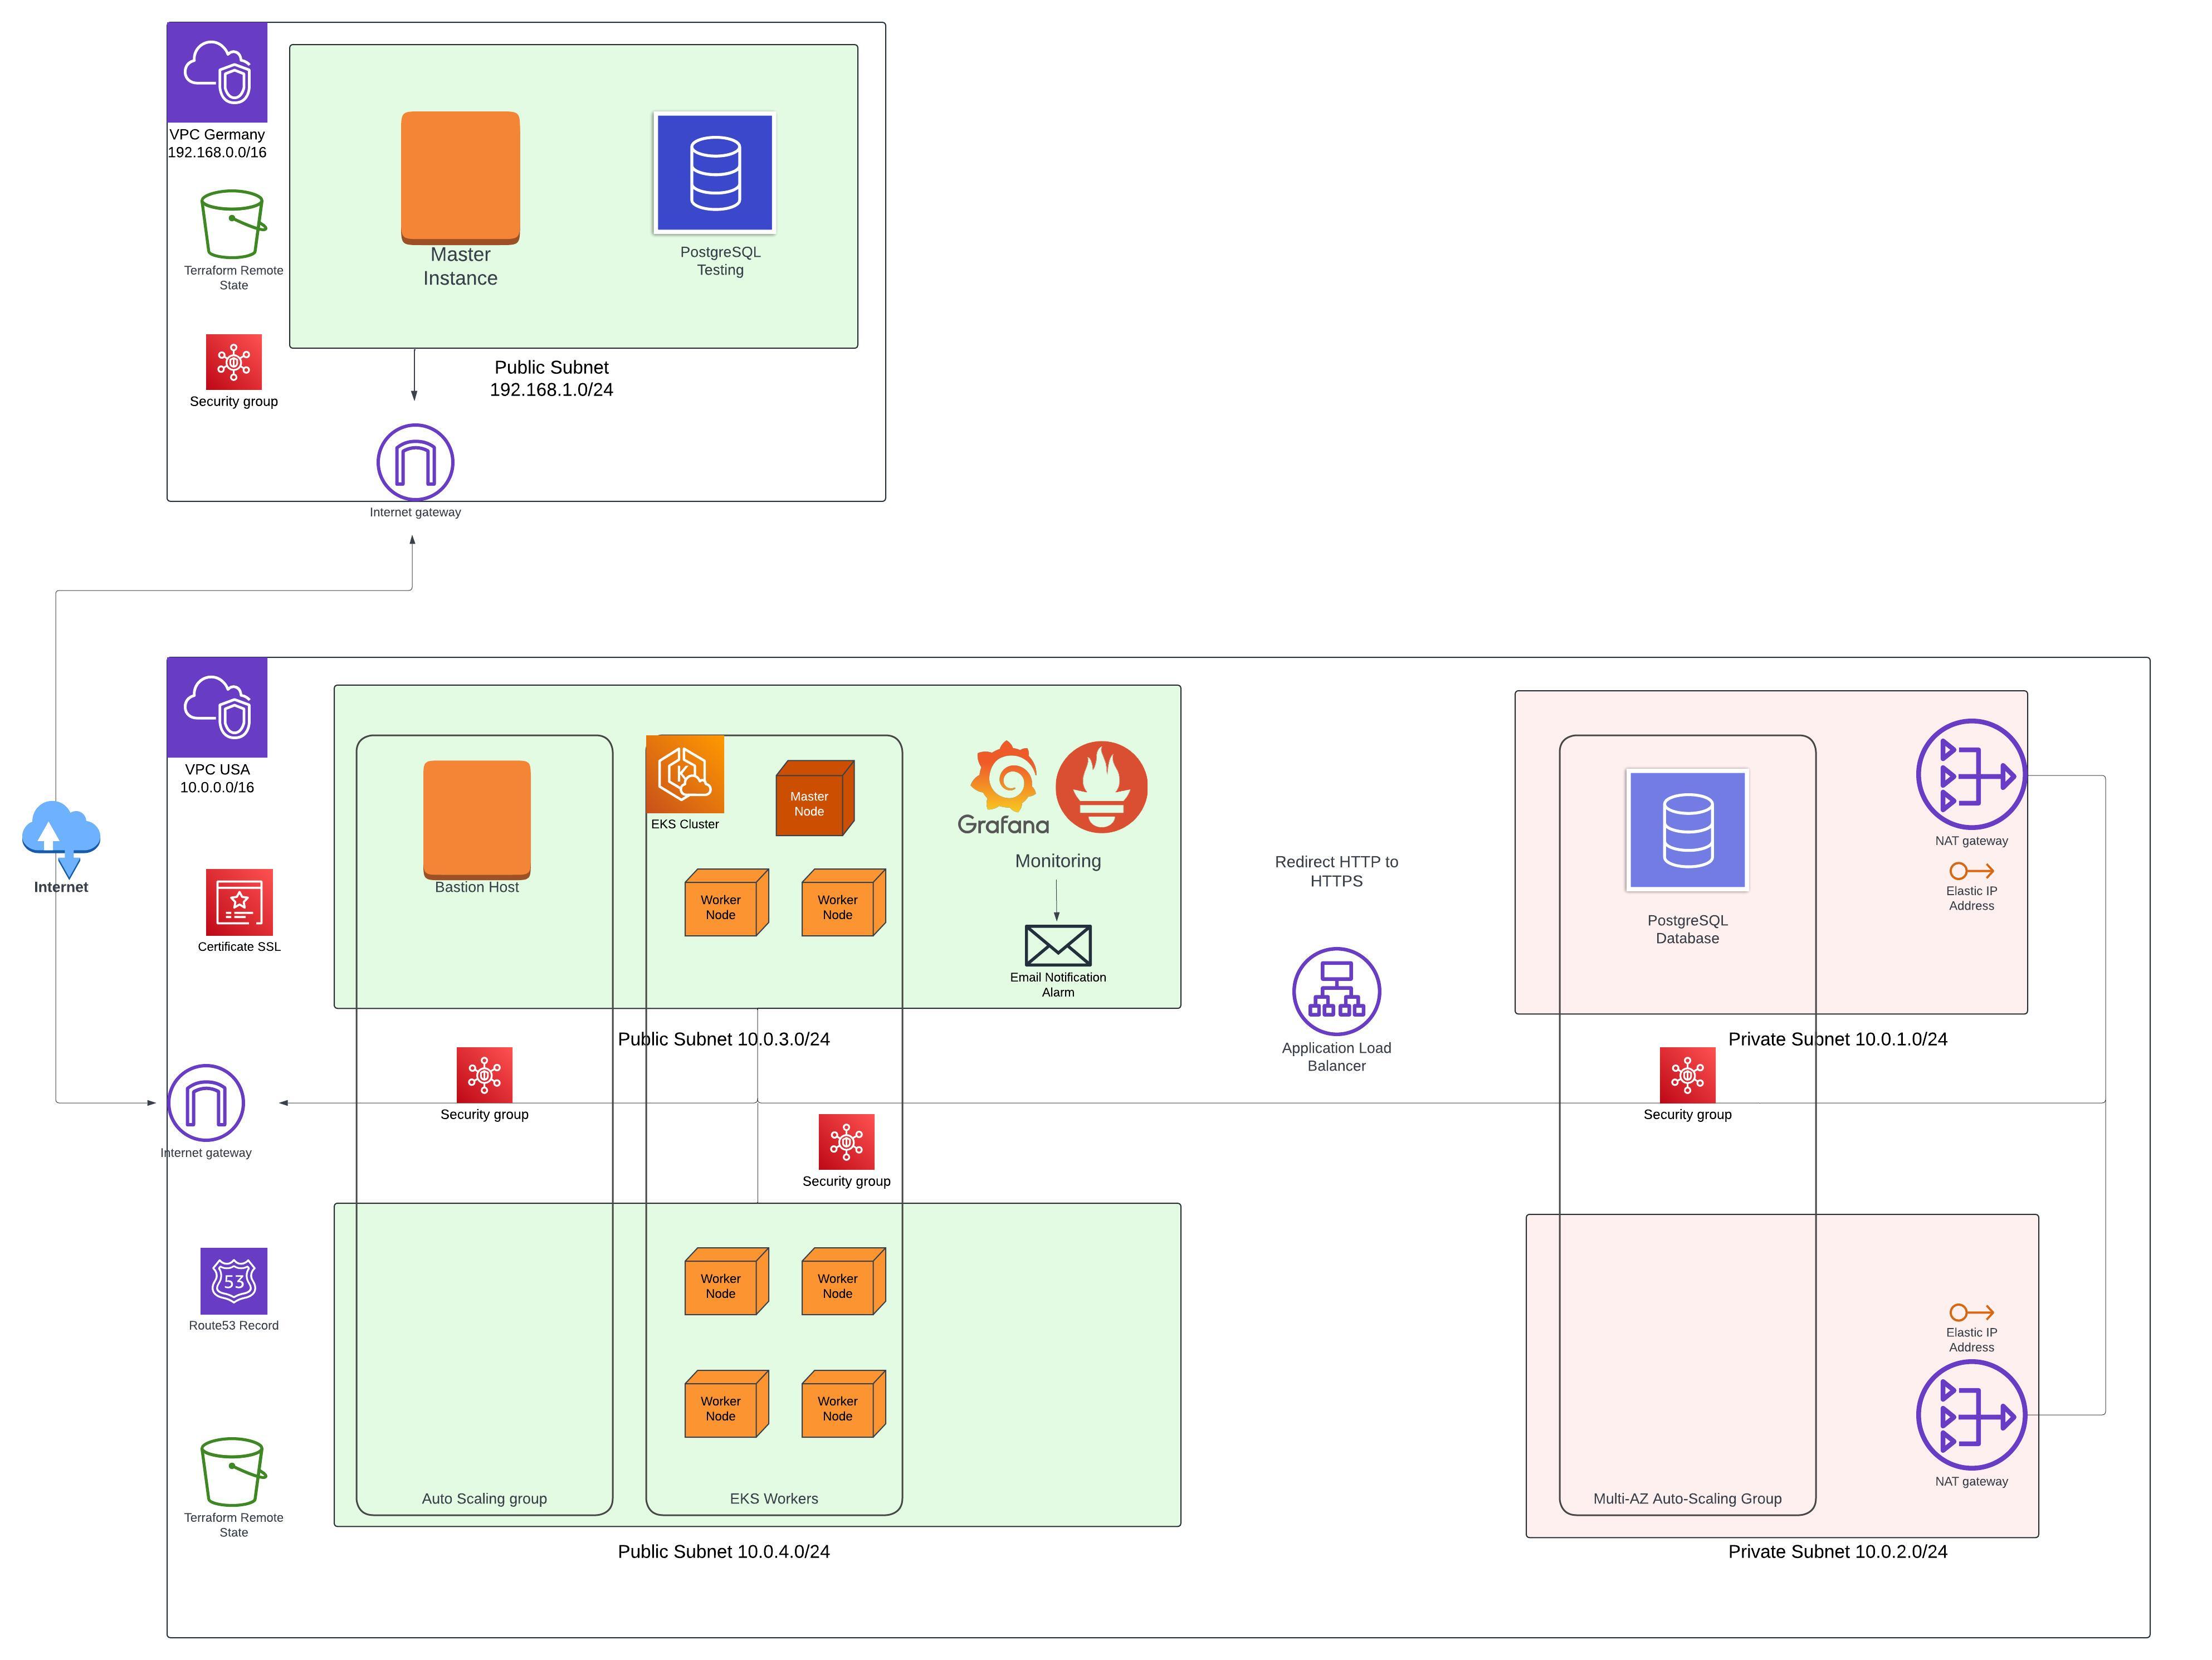 VPC Germany
192.168.0.0/16
Terraform Remote
State
Security group
Master
Instance
PostgreSQL
Testing
Public Subnet
192.168.1.0/24
Internet gateway
Internet
VPC USA
10.0.0.0/16
Certificate SSL
Internet gateway
53
Route53 Record
Terraform Remote
State
Bastion Host
K
EKS Cluster
Master
Node
Worker
Node
Worker
Node
Grafana
Monitoring
Email Notification
Alarm
Public Subnet 10.0.3.0/24
Security group
Security group
Worker
Node
Worker
Node
Worker
Node
Worker
Node
Auto Scaling group
EKS Workers
Public Subnet 10.0.4.0/24
Redirect HTTP to
HTTPS
Application Load
Balancer
PostgreSQL
Database
NAT gateway
Elastic IP
Address
Private Subnet 10.0.1.0/24
Security group
Elastic IP
Address
NAT gateway
Multi-AZ Auto-Scaling Group
Private Subnet 10.0.2.0/24